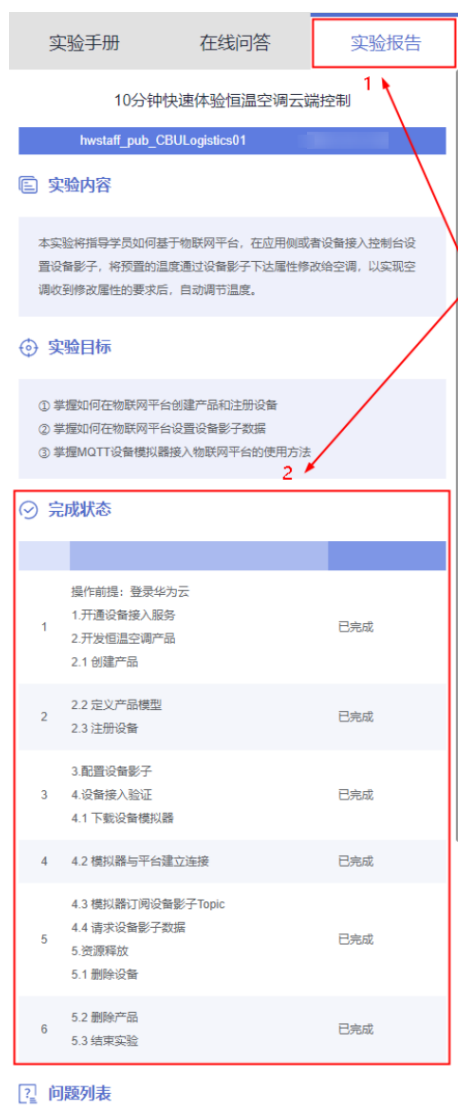 实验手册
在线问答
实验报告
1
10分钟快速体验恒温空调云端控制
hwstaff_pub_CBULogistics01
实验内容
本实验将指导学员如何基于物联网平台，在应用侧或者设备接入控制台设
置设备影子，将预置的温度通过设备影子下达属性修改给空调，以实现空
调收到修改属性的要求后，自动调节温度。
实验目标
① 掌握如何在物联网平台创建产品和注册设备
② 掌握如何在物联网平台设置设备影子数据
③ 掌握MQTT设备模拟器接入物联网平台的使用方法
2
完成状态
操作前提：登录华为云
1.开通设备接入服务
1
已完成
2.开发恒温空调产品
2.1 创建产品
2.2 定义产品模型
2
已完成
2.3 注册设备
3.配置设备影子
3
4.设备接入验证
已完成
4.1 下载设备模拟器
4
4.2 模拟器与平台建立连接
已完成
4.3 模拟器订阅设备影子Topic
4.4 请求设备影子数据
5
已完成
5.资源释放
5.1 删除设备
5.2 删除产品
6
已完成
5.3 结束实验
问题列表